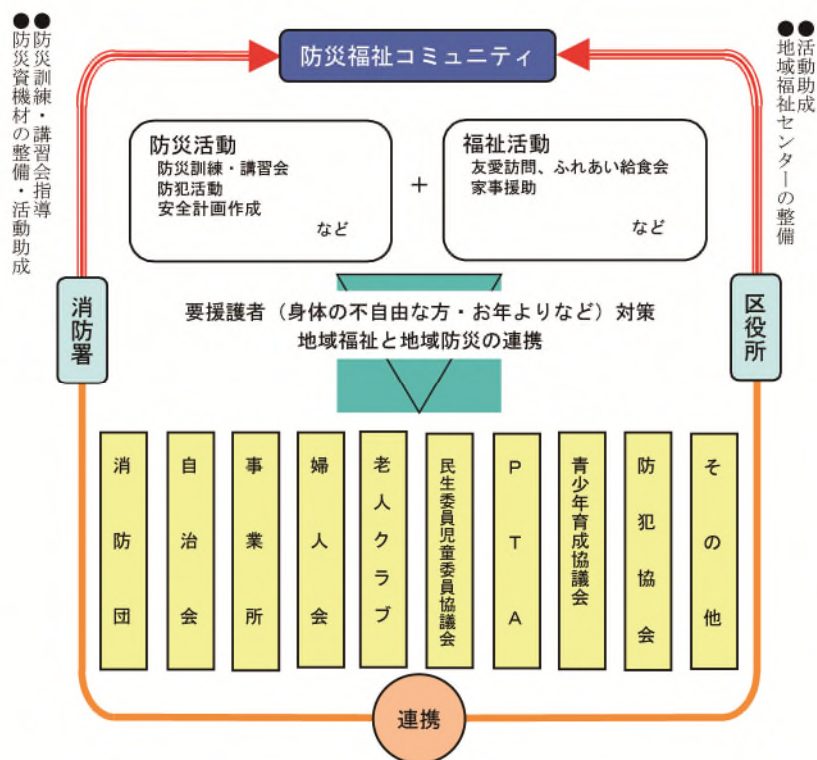 防災福祉コミュニティ
●防災訓練・講習会指導
●防災資機材の整備・活動助成
●活動助成
●地域福祉センターの整備
防災活動
防災訓練・講習会
防犯活動
安全計画作成
など
+
福祉活動
友愛訪問、ふれあい給食会
家事援助
など
消防署
区役所
要援護者（身体の不自由な方・お年よりなど）対策
地域福祉と地域防災の連携
消防団
自治会
事業所
婦人会
老人クラブ
民生委員児童委員協議会
PTA
青少年育成協議会
防犯協会
その他
連携